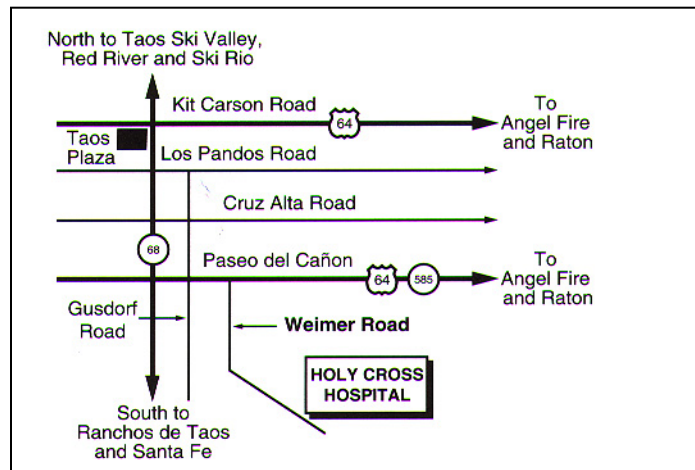 North to Taos Ski Valley,
Red River and Ski Rio
Kit Carson Road
64
To
Angel Fire
and Raton
Taos
Plaza
Los Pandos Road
Cruz Alta Road
68
Paseo del Cañon
64
585
To
Angel Fire
and Raton
Gusdorf
Road
Weimer Road
HOLY CROSS
HOSPITAL
South to
Ranchos de Taos
and Santa Fe